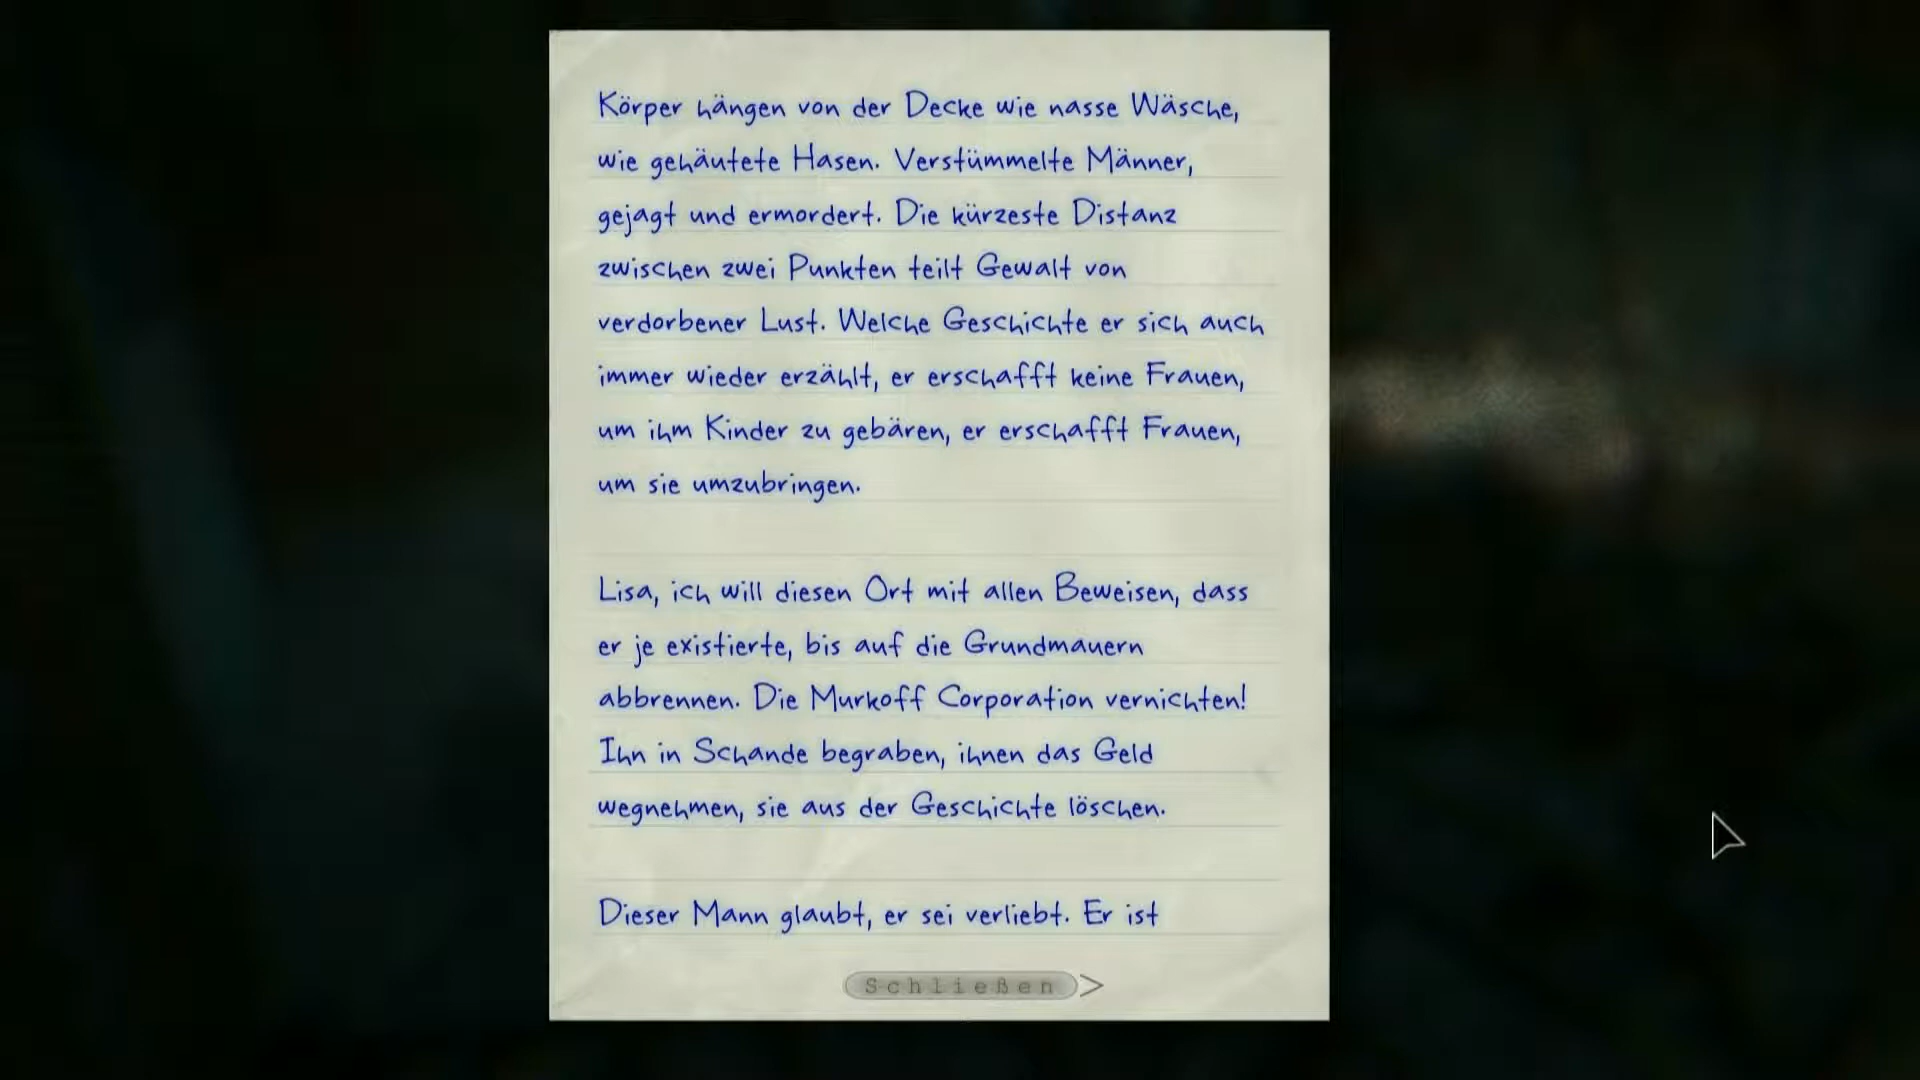 Körper hängen von der Decke wie nasse Wäsche,
wie gehäutete Hasen. Verstümmelte Männer,
gejagt und ermordert. Die kürzeste Distanz
zwischen zwei Punkten teilt Gewalt von
verdorbener Lust. Welche Geschichte er sich auch
immer wieder erzählt, er erschafft keine Frauen,
um ihm Kinder zu gebären, er erschafft Frauen,
um sie umzubringen.
Lisa, ich will diesen Ort mit allen Beweisen, dass
er je existierte, bis auf die Grundmauern
abbrennen. Die Murkoff Corporation vernichten!
Ihn in Schande begraben, ihnen das Geld
wegnehmen, sie aus der Geschichte löschen.
Dieser Mann glaubt, er sei verliebt. Er ist
Schließen >